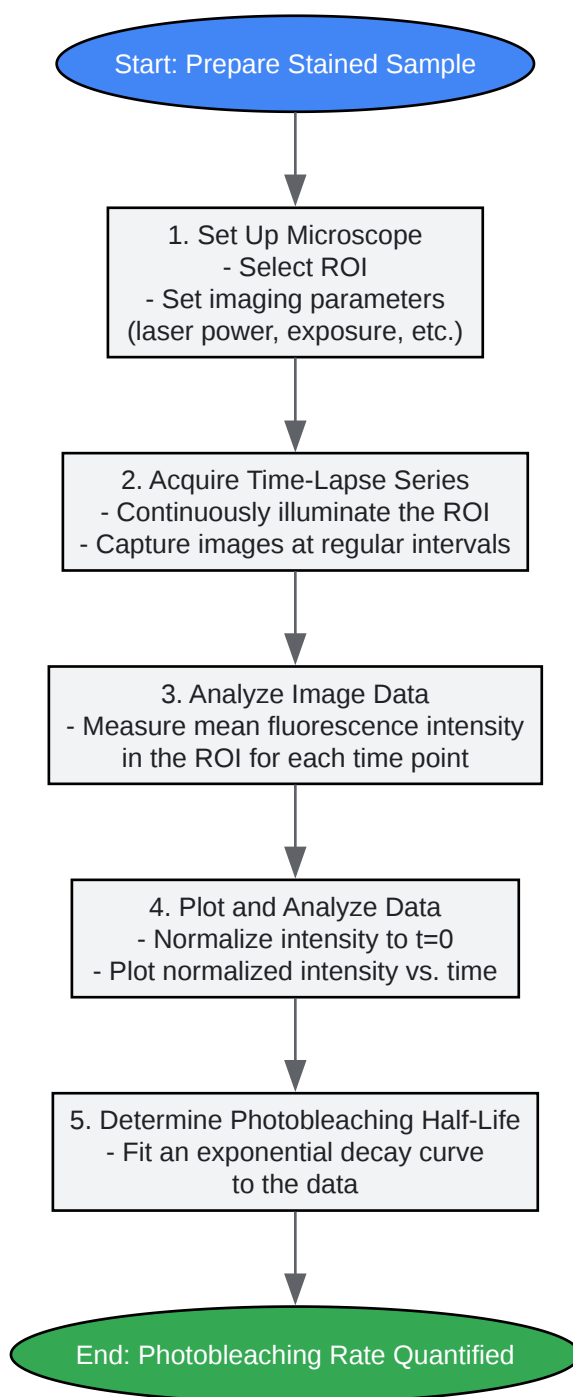 Start: Prepare Stained Sample
1. Set Up Microscope
- Select ROI
- Set imaging parameters
(laser power, exposure, etc.)
2. Acquire Time-Lapse Series
- Continuously illuminate the ROI
- Capture images at regular intervals
3. Analyze Image Data
- Measure mean fluorescence intensity
in the ROI for each time point
4. Plot and Analyze Data
- Normalize intensity to t=0
- Plot normalized intensity vs. time
5. Determine Photobleaching Half-Life
- Fit an exponential decay curve
to the data
End: Photobleaching Rate Quantified